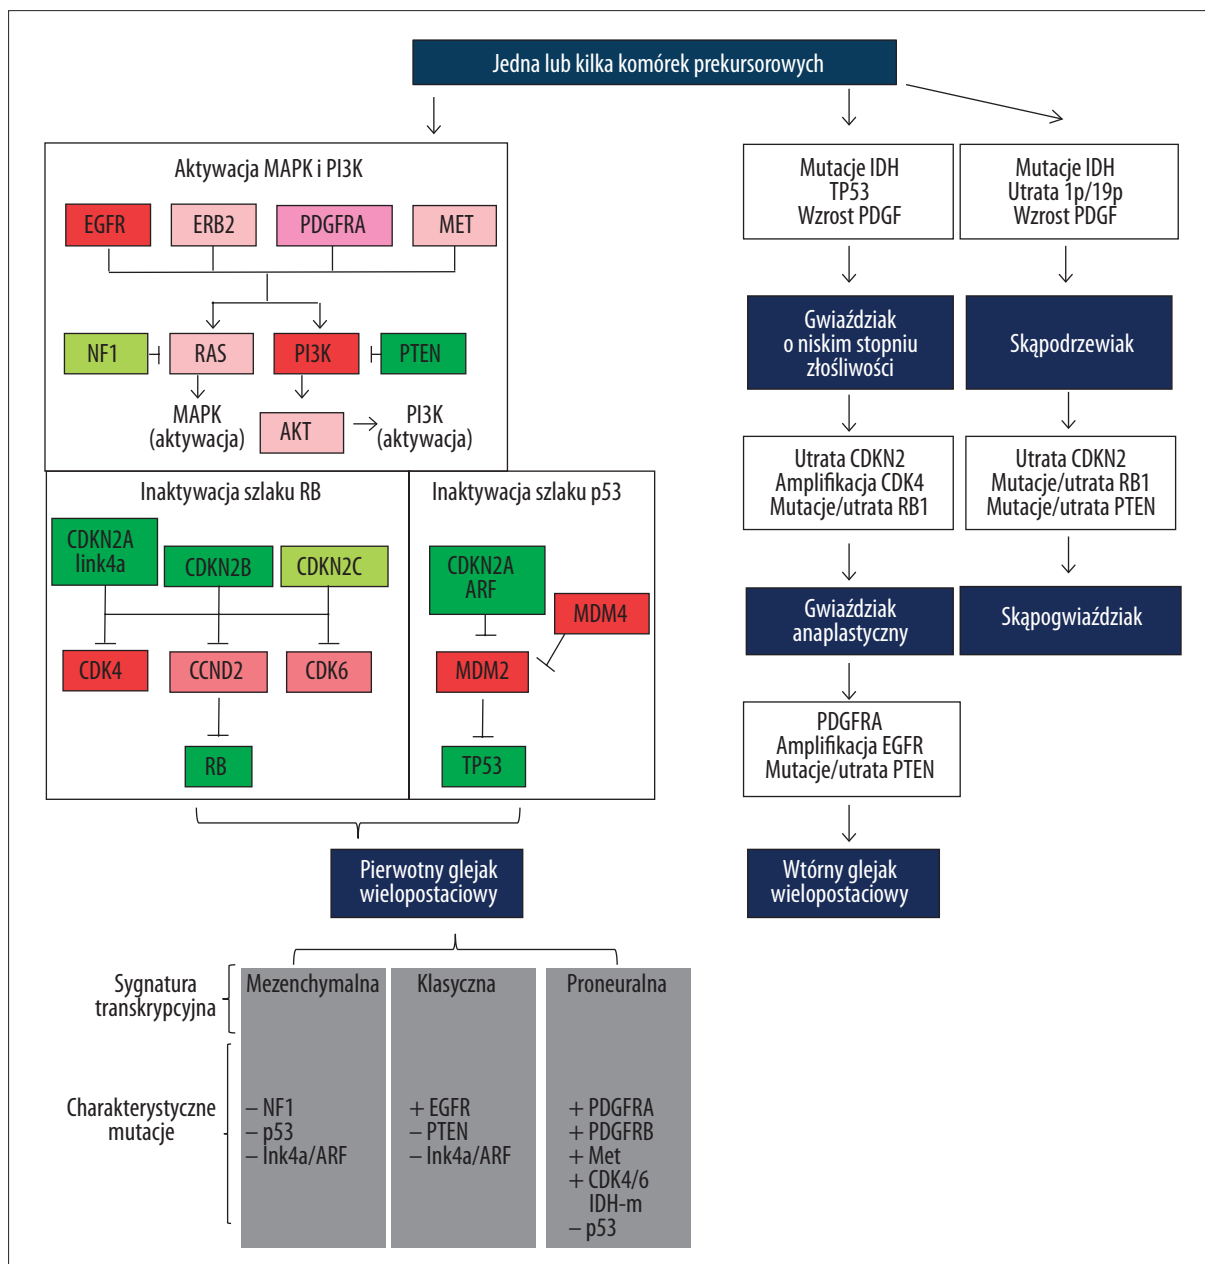 Jedna lub kilka komórek prekursorowych
Aktywacja MAPK i PI3K
EGFR
ERB2
PDGFRA
MET
NF1
RAS
PI3K
PTEN
MAPK
(aktywacja)
AKT
PI3K
(aktywacja)
Inaktywacja szlaku RB
CDKN2A
link4a
CDKN2B
CDKN2C
CDK4
CCND2
CDK6
RB
Inaktywacja szlaku p53
CDKN2A
ARF
MDM4
MDM2
TP53
Pierwotny glejak
wielopostaciowy
Sygnatura
transkrypcyjna
Mezenchymalna
Klasyczna
Proneuralna
Charakterystyczne
mutacje
– NF1
– p53
– Ink4a/ARF
+ EGFR
– PTEN
– Ink4a/ARF
+ PDGFRA
+ PDGFRB
+ Met
+ CDK4/6
IDH-m
– p53
Mutacje IDH
TP53
Wzrost PDGF
Gwiaździak
o niskim stopniu
złośliwości
Utrata CDKN2
Amplifikacja CDK4
Mutacje/utrata RB1
Gwiaździak
anaplastyczny
PDGFRA
Amplifikacja EGFR
Mutacje/utrata PTEN
Wtórny glejak
wielopostaciowy
Mutacje IDH
Utrata 1p/19p
Wzrost PDGF
Skąpodrzewiak
Utrata CDKN2
Mutacje/utrata RB1
Mutacje/utrata PTEN
Skąpogwiaździak